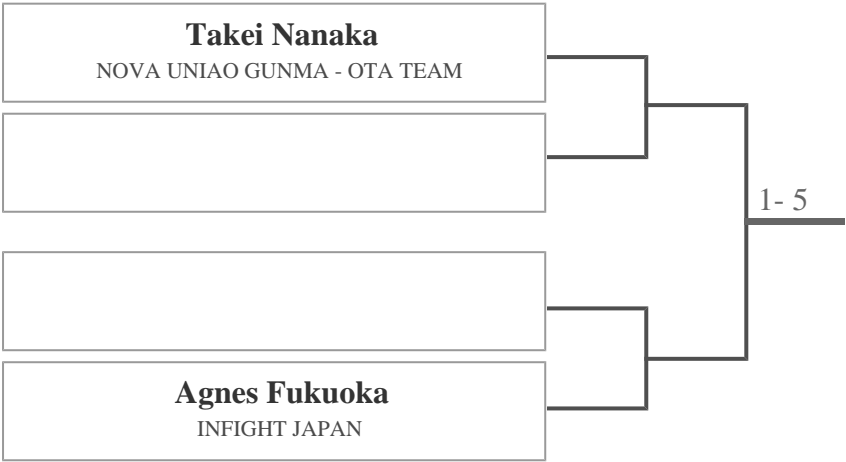 Takei Nanaka
NOVA UNIAO GUNMA - OTA TEAM
1- 5
Agnes Fukuoka
INFIGHT JAPAN